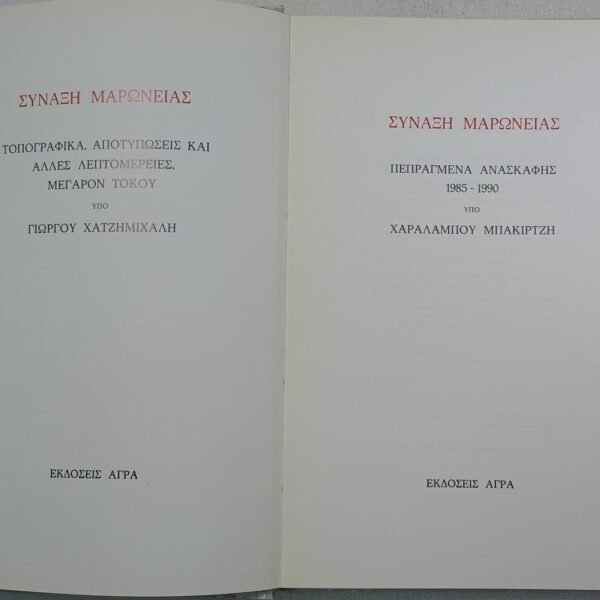 ΣΥΝΑΞΗ ΜΑΡΩΝΕΙΑΣ
ΤΟΠΟΓΡΑΦΙΚΑ, ΑΠΟΤΥΠΩΣΕΙΣ ΚΑΙ
ΑΛΛΕΣ ΛΕΠΤΟΜΕΡΕΙΕΣ,
ΜΕΓΑΡΟΝ ΤΟΚΟΥ
ΥΠΟ
ΓΙΩΡΓΟΥ ΧΑΤΖΗΜΙΧΑΛΗ
ΕΚΔΟΣΕΙΣ ΑΓΡΑ
ΣΥΝΑΞΗ ΜΑΡΩΝΕΙΑΣ
ΠΕΠΡΑΓΜΕΝΑ ΑΝΑΣΚΑΦΗΣ
1985 - 1990
ΥΠΟ
ΧΑΡΑΛΑΜΠΟΥ ΜΠΑΚΙΡΤΖΗ
ΕΚΔΟΣΕΙΣ ΑΓΡΑ